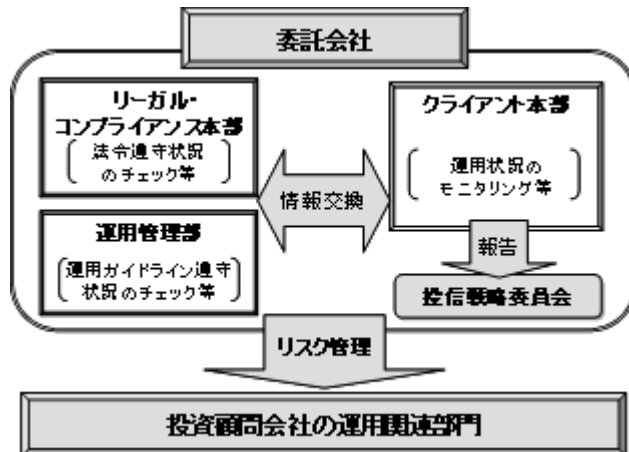 委託会社
リーガル・
コンプライアンス本部
法令遵守状況
のチェック等
クライアント本部
運用状況の
モニタリング等
情報交換
運用管理部
運用ガイドライン遵守
状況のチェック等
報告
投信戦略委員会
リスク管理
投資顧問会社の運用関連部門